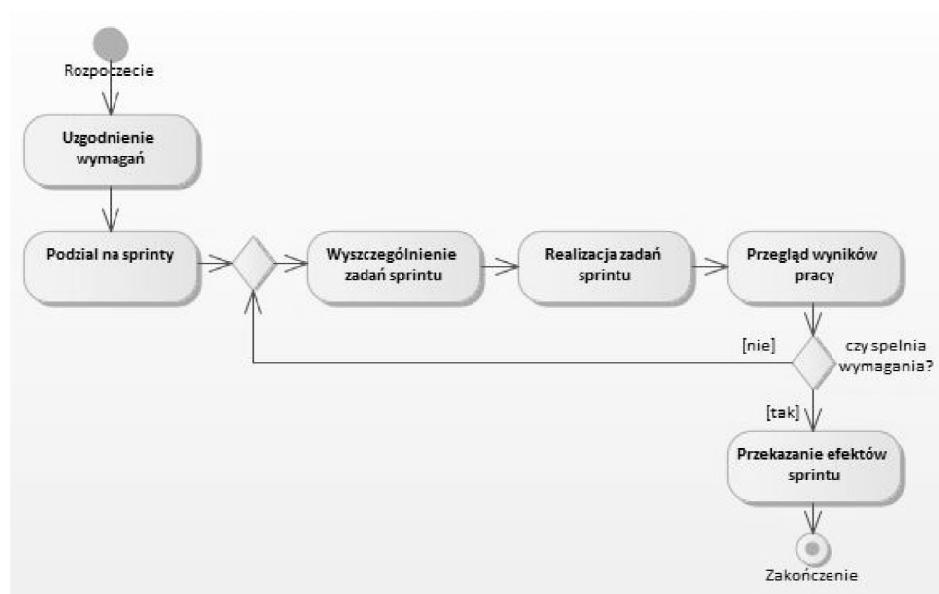 Rozpoczecie
Uzgodnienie
wymagań
Podzial na sprinty
Wyszczególnienie
zadań sprintu
Realizacja zadań
sprintu
Przegląd wyników
pracy
[nie]
czy spelnia
wymagania?
[tak]
Przekazanie efektów
sprintu
Zakończenie